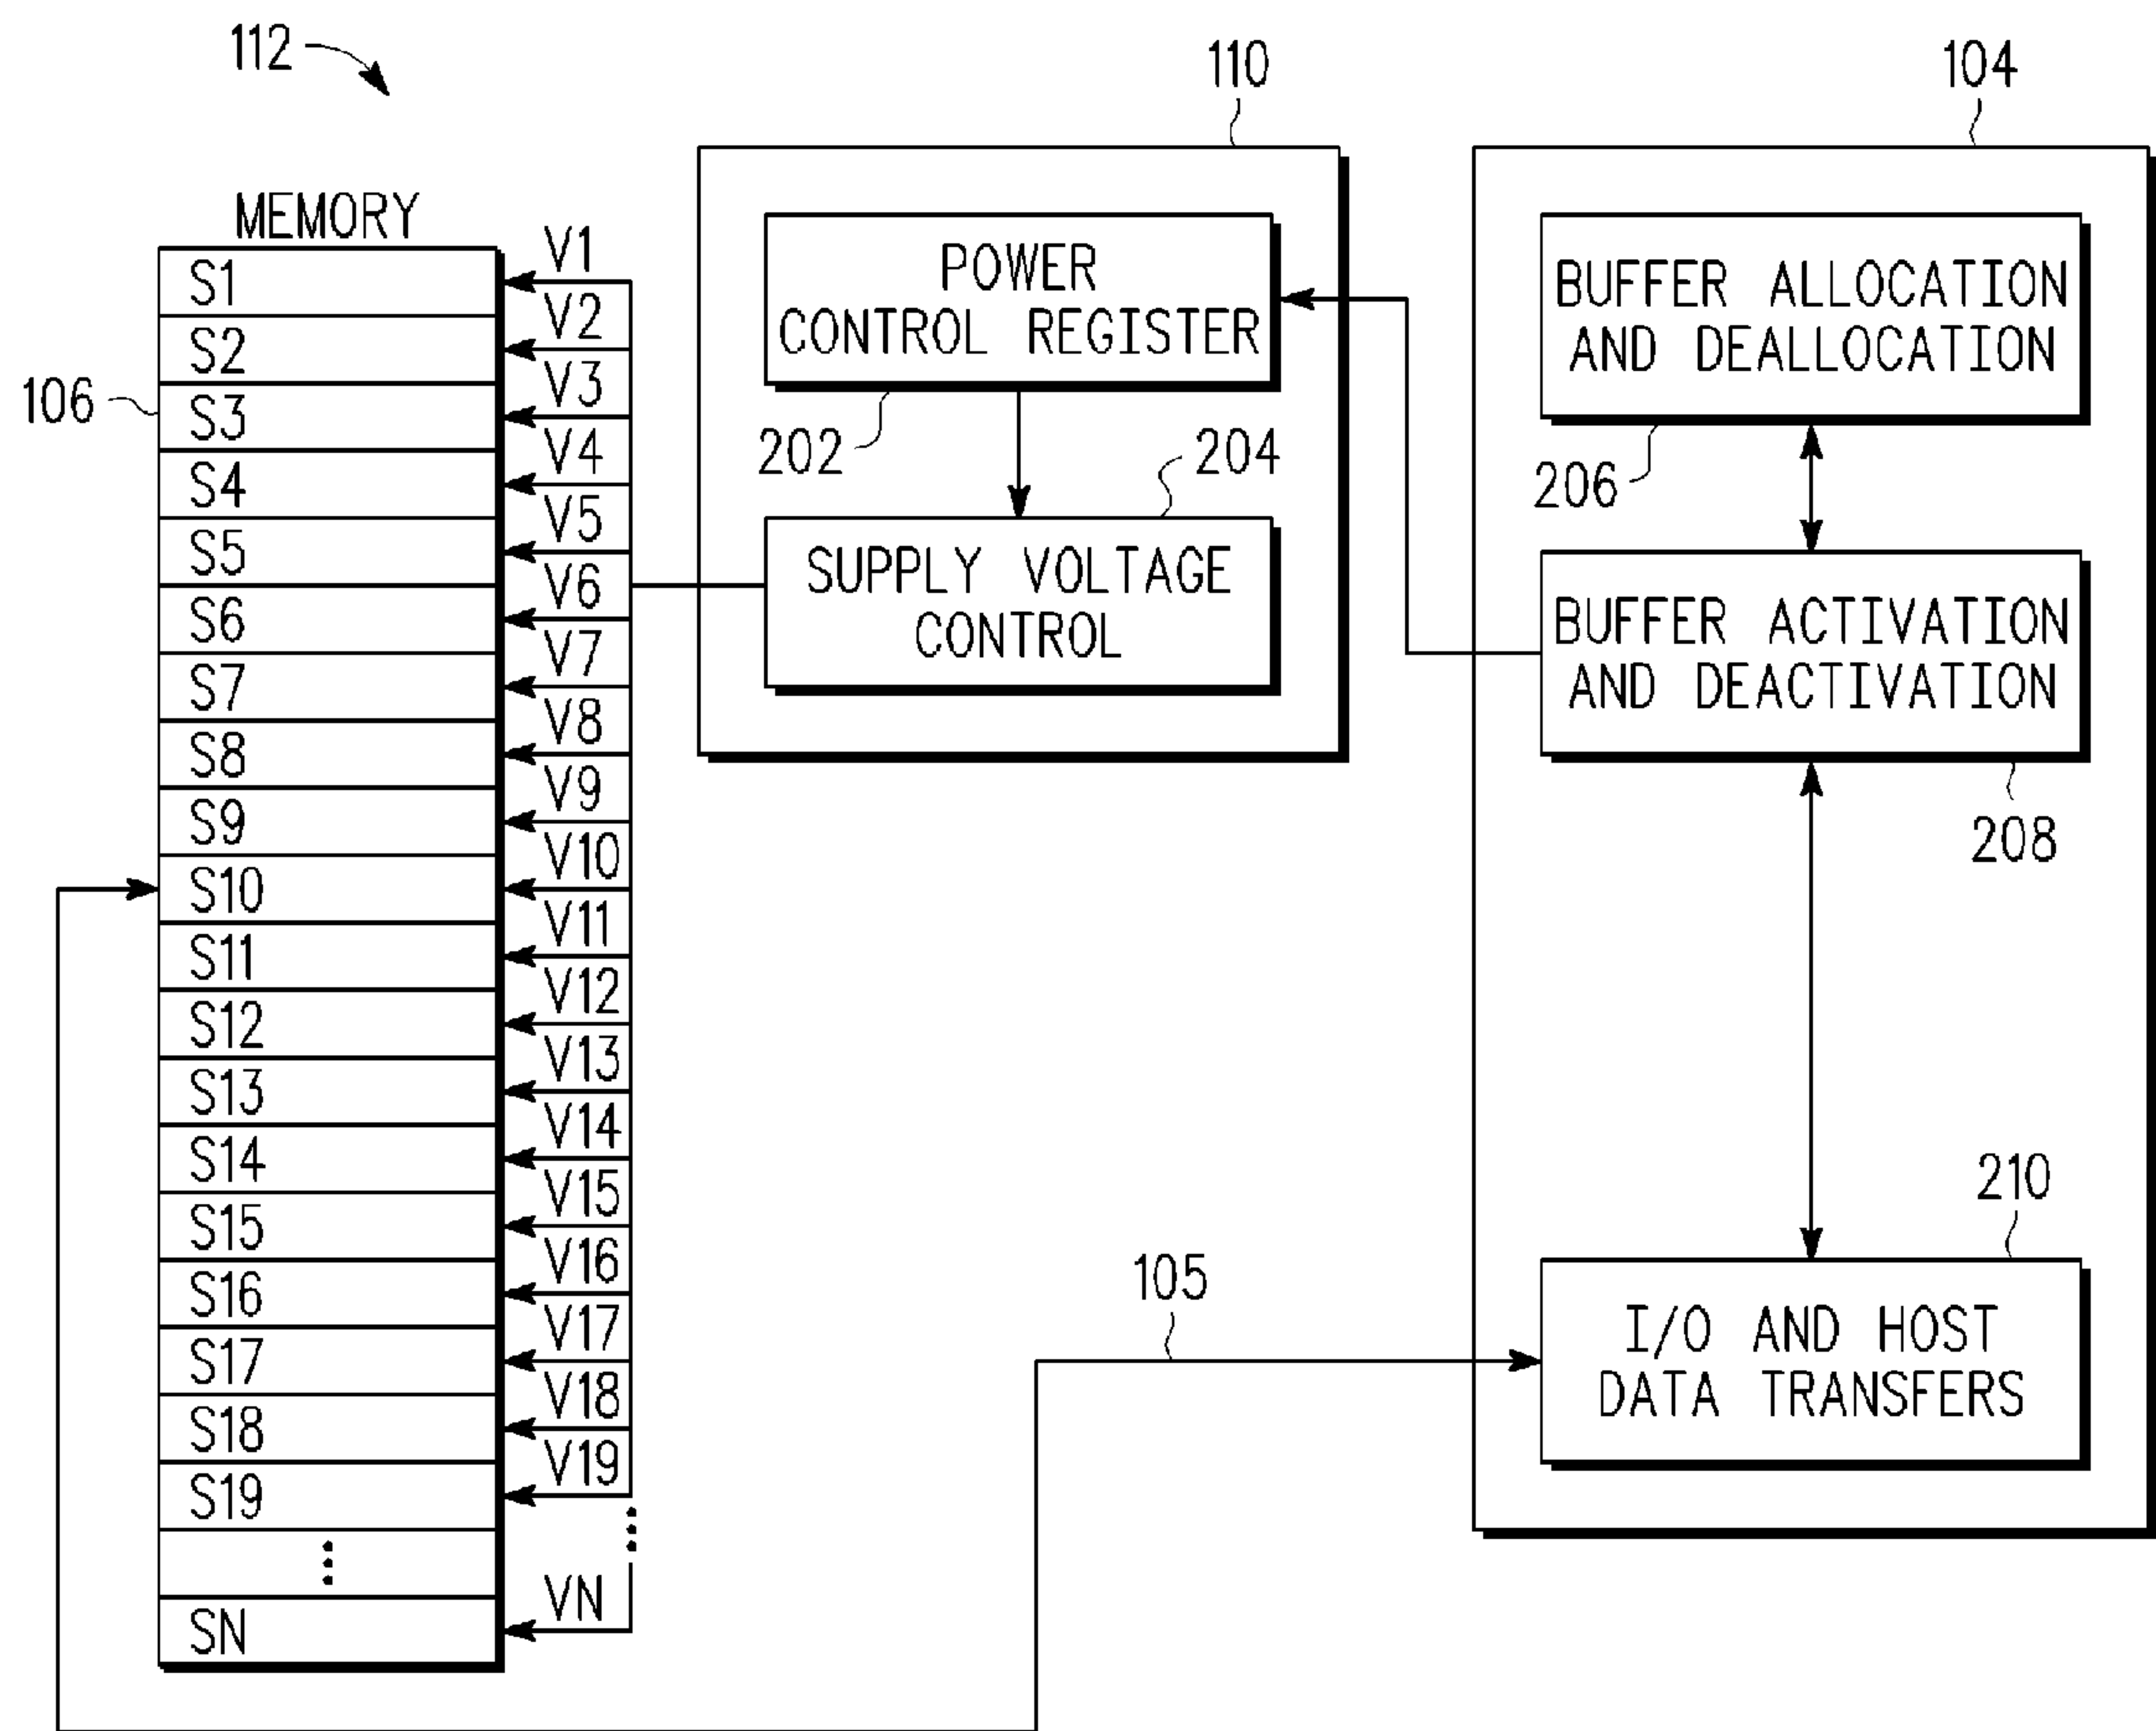 112
110
104
MEMORY
106
S1
S2
S3
S4
S5
S6
S7
S8
S9
S10
S11
S12
S13
S14
S15
S16
S17
S18
S19
⋮
SN
V1
V2
V3
V4
V5
V6
V7
V8
V9
V10
V11
V12
V13
V14
V15
V16
V17
V18
V19
⋮
VN
POWER
CONTROL REGISTER
202
204
SUPPLY VOLTAGE
CONTROL
BUFFER ALLOCATION
AND DEALLOCATION
206
BUFFER ACTIVATION
AND DEACTIVATION
208
210
105
I/O AND HOST
DATA TRANSFERS